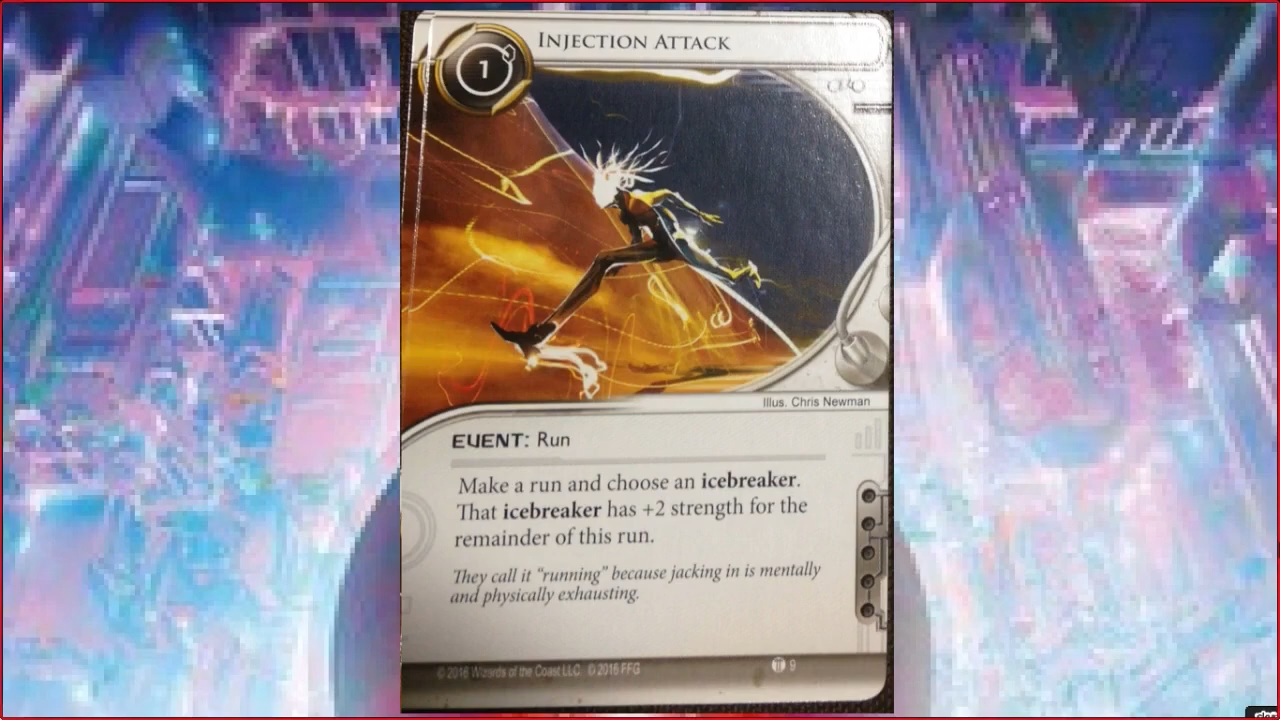 1
INJECTION ATTACK
Illus. Chris Newman
EVENT: Run
Make a run and choose an icebreaker.
That icebreaker has +2 strength for the
remainder of this run.
They call it “running” because jacking in is mentally
and physically exhausting.
© 2016 Wizards of the Coast LLC © 2016 FFG
9